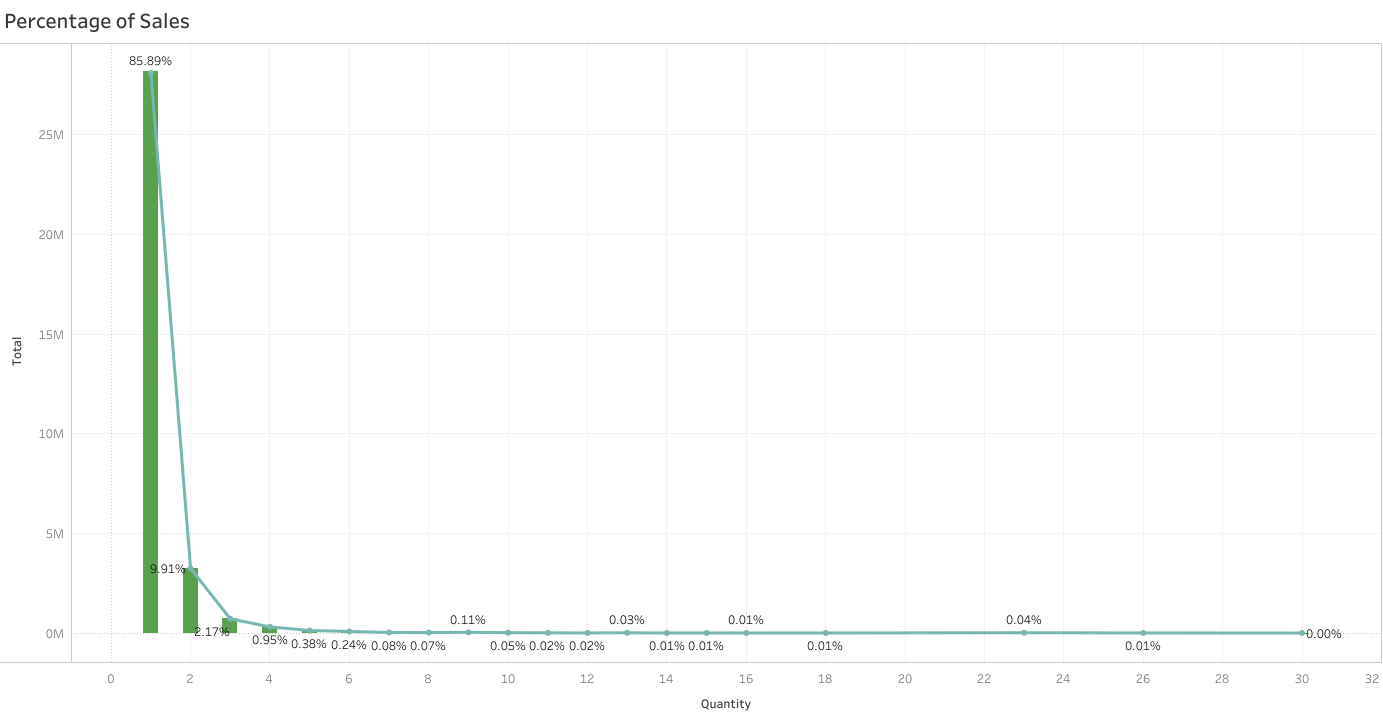 Percentage of Sales
85.89%
25M
20M
15M
Total
10M
5M
9.91%
0.11% 0.03% 0.01% 0.04%
0M
2.17% 0.95% 0.38% 0.24% 0.08% 0.07% 0.05% 0.02% 0.02% 0.01% 0.01% 0.01% 0.01% 0.00%
0 2 4 6 8 10 12 14 16 18 20 22 24 26 28 30 32
Quantity